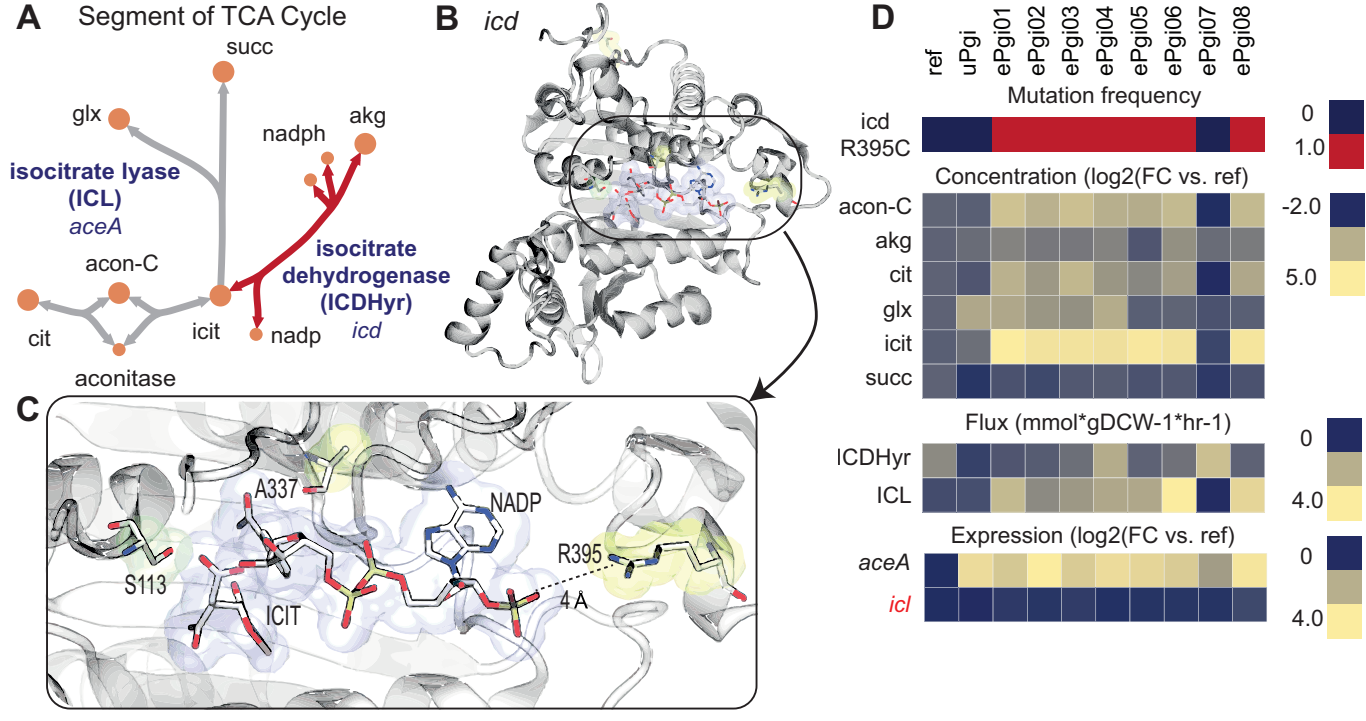 A
Segment of TCA Cycle
succ
glx
nadph
akg
isocitrate lyase
(ICL)
aceA
acon-C
isocitrate
dehydrogenase
(ICDHyr)
icd
cit
icit
nadp
aconitase
B
icd
C
A337
NADP
R395
S113
ICIT
4 Å
D
ref
uPgi
ePgi01
ePgi02
ePgi03
ePgi04
ePgi05
ePgi06
ePgi07
ePgi08
Mutation frequency
icd
R395C
0
1.0
Concentration (log2(FC vs. ref)
acon-C
akg
cit
glx
icit
succ
-2.0
5.0
Flux (mmol*gDCW-1*hr-1)
ICDHyr
ICL
0
4.0
Expression (log2(FC vs. ref)
aceA
icl
0
4.0